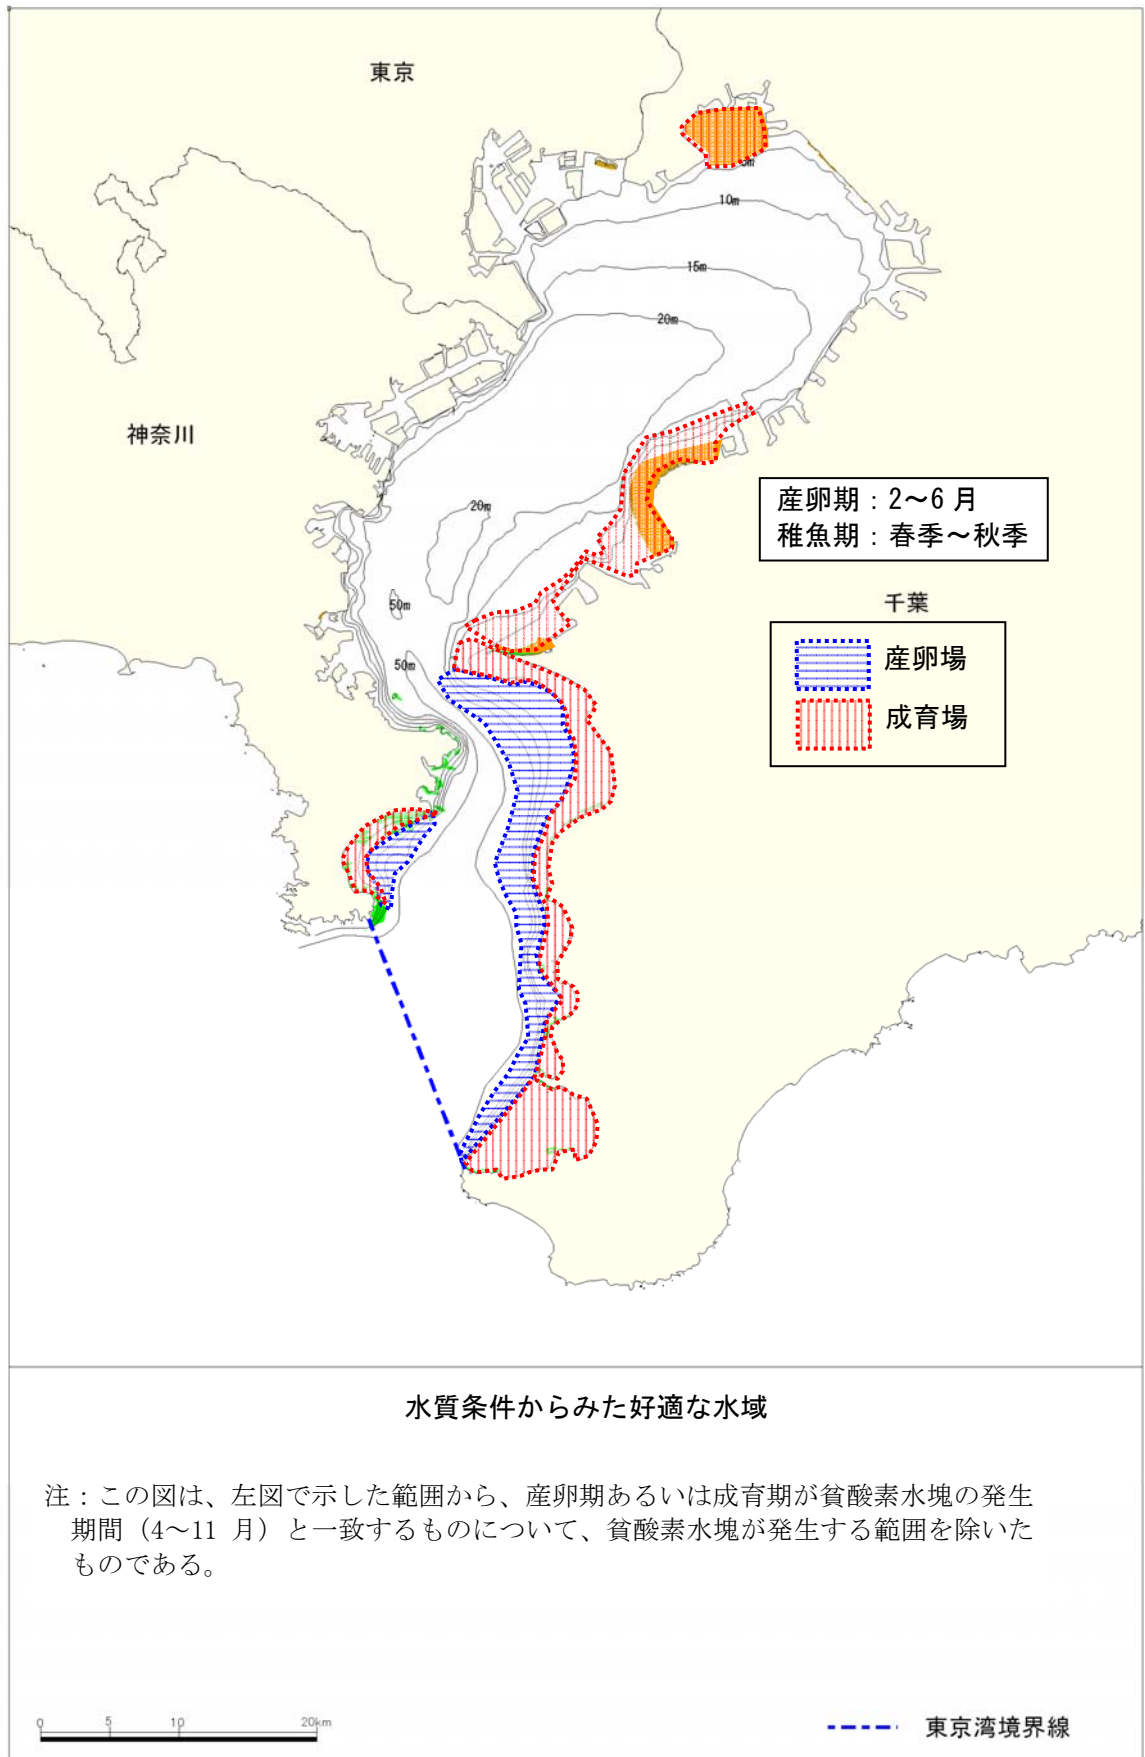 東京
5m
10m
15m
20m
神奈川
産卵期：2～6 月
稚魚期：春季～秋季
20m
千葉
50m
産卵場
50m
成育場
水質条件からみた好適な水域
注：この図は、左図で示した範囲から、産卵期あるいは成育期が貧酸素水塊の発生
期間（4～11 月）と一致するものについて、貧酸素水塊が発生する範囲を除いた
ものである。
0 5 10 20km
東京湾境界線